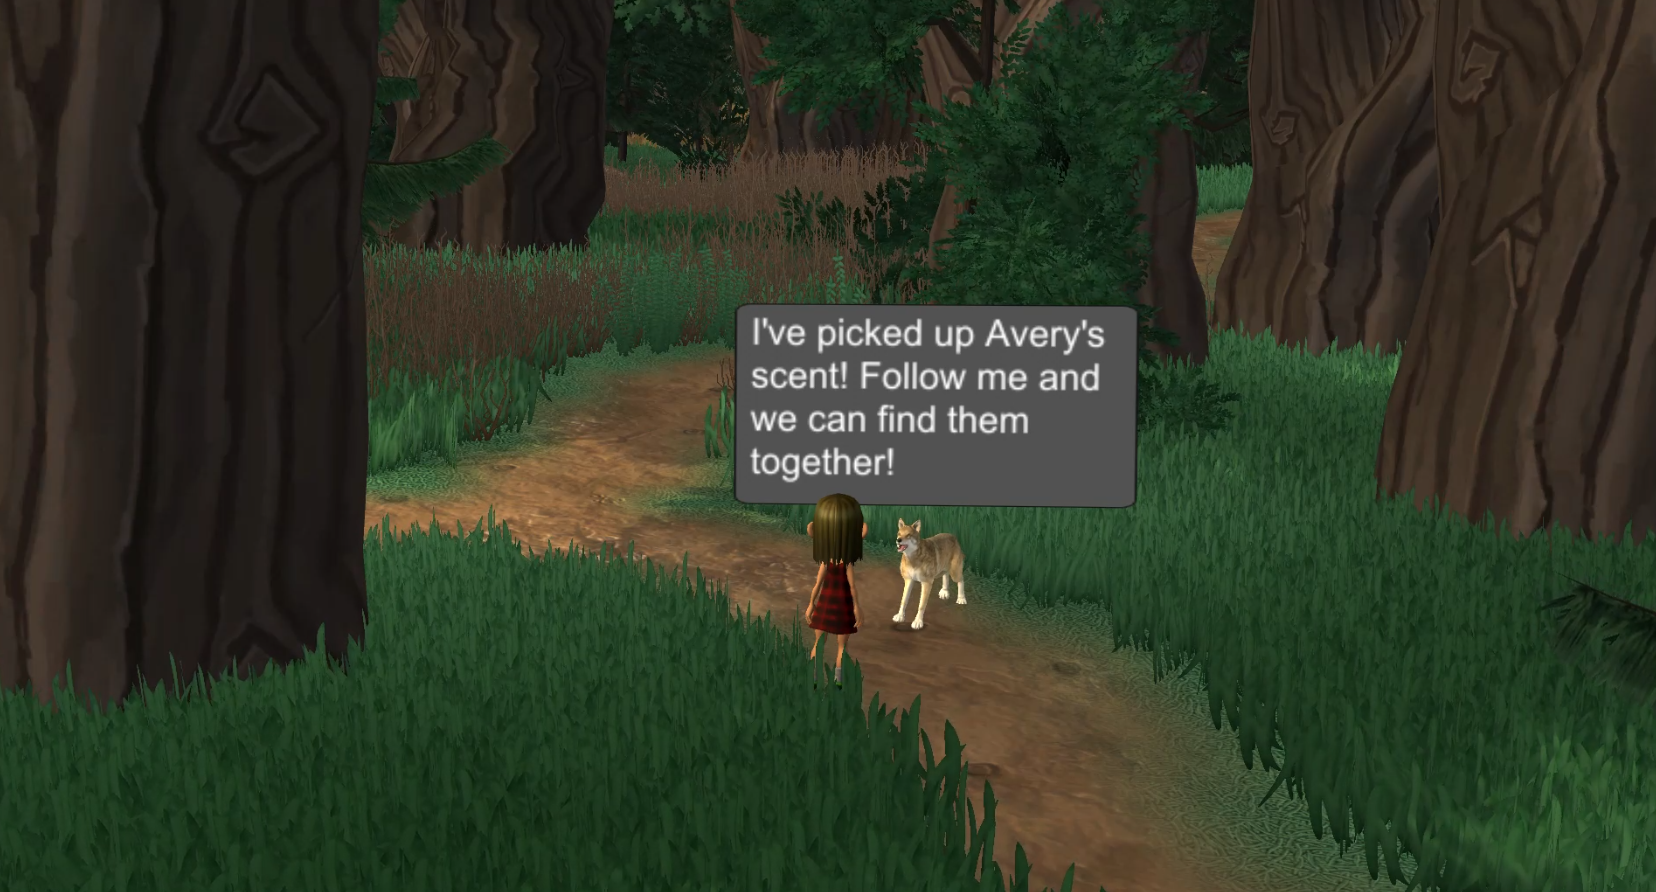 I've picked up Avery's
scent! Follow me and
we can find them
together!